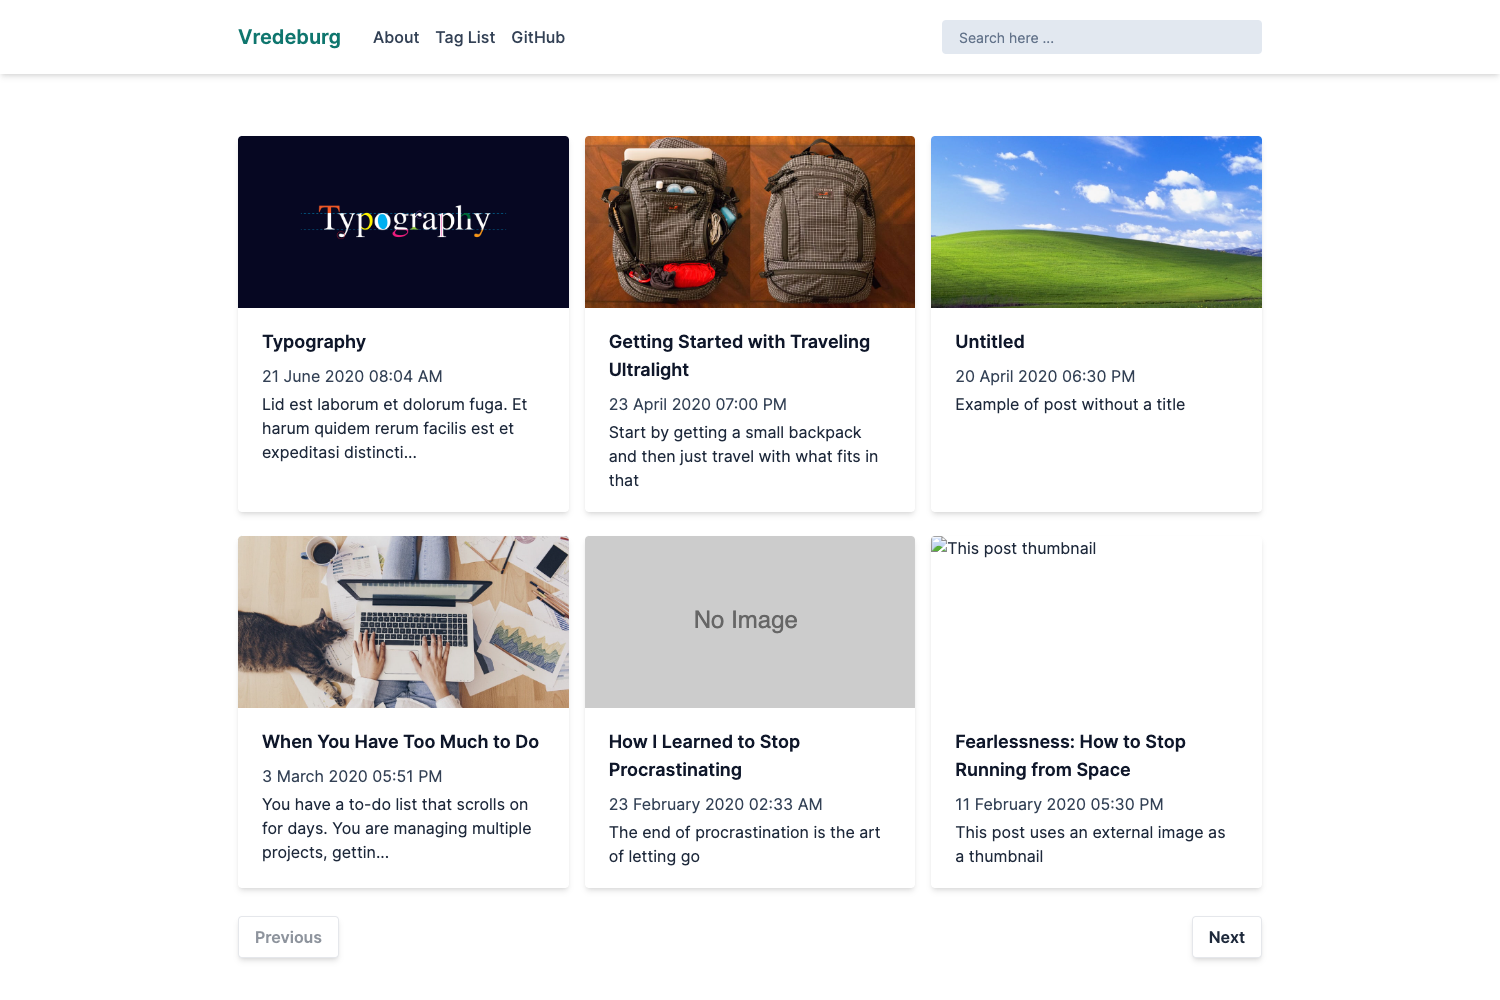 Vredeburg About Tag List GitHub Search here ...
Typography
Typography
21 June 2020 08:04 AM
Lid est laborum et dolorum fuga. Et
harum quidem rerum facilis est et
expeditasi distincti...
Getting Started with Traveling
Ultralight
23 April 2020 07:00 PM
Start by getting a small backpack
and then just travel with what fits in
that
Untitled
20 April 2020 06:30 PM
Example of post without a title
When You Have Too Much to Do
3 March 2020 05:51 PM
You have a to-do list that scrolls on
for days. You are managing multiple
projects, gettin...
No Image
How I Learned to Stop
Procrastinating
23 February 2020 02:33 AM
The end of procrastination is the art
of letting go
This post thumbnail
Fearlessness: How to Stop
Running from Space
11 February 2020 05:30 PM
This post uses an external image as
a thumbnail
Previous Next